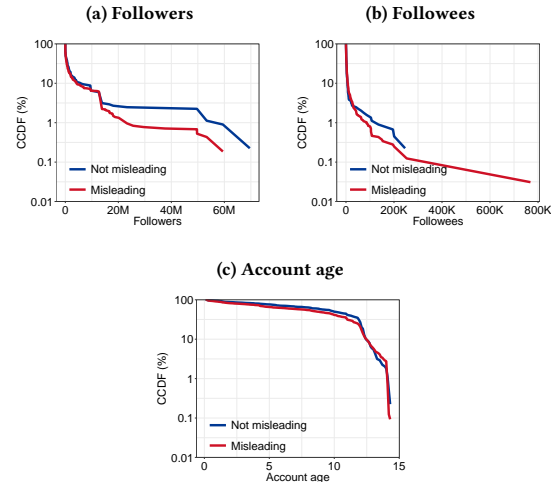 (a) Followers
100
10
1
0.1
0.01
CCDF (%)
Not misleading
Misleading
0 20M 40M 60M
Followers
(b) Followees
100
10
1
0.1
0.01
CCDF (%)
Not misleading
Misleading
0 200K 400K 600K 800K
Followees
(c) Account age
100
10
1
0.1
0.01
CCDF (%)
Not misleading
Misleading
0 5 10 15
Account age